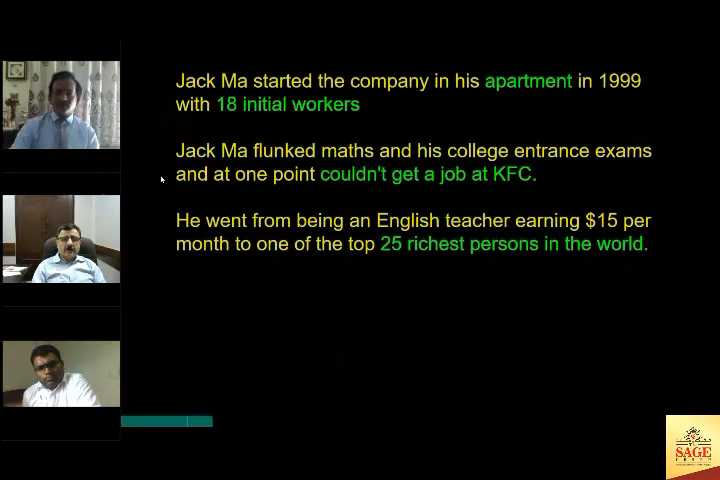 Jack Ma started the company in his apartment in 1999
with 18 initial workers
Jack Ma flunked maths and his college entrance exams
and at one point couldn't get a job at KFC.
He went from being an English teacher earning $15 per
month to one of the top 25 richest persons in the world.
SAGE